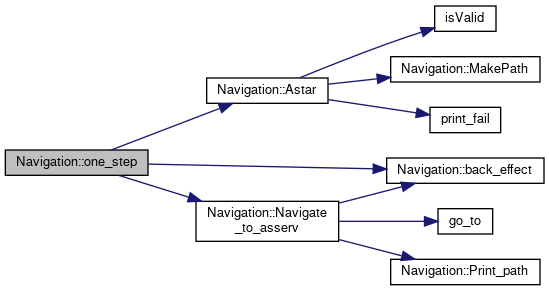 isValid
Navigation::MakePath
Navigation::Astar
print_fail
Navigation::one_step
Navigation::back_effect
Navigation::Navigate
_to_asserv
go_to
Navigation::Print_path